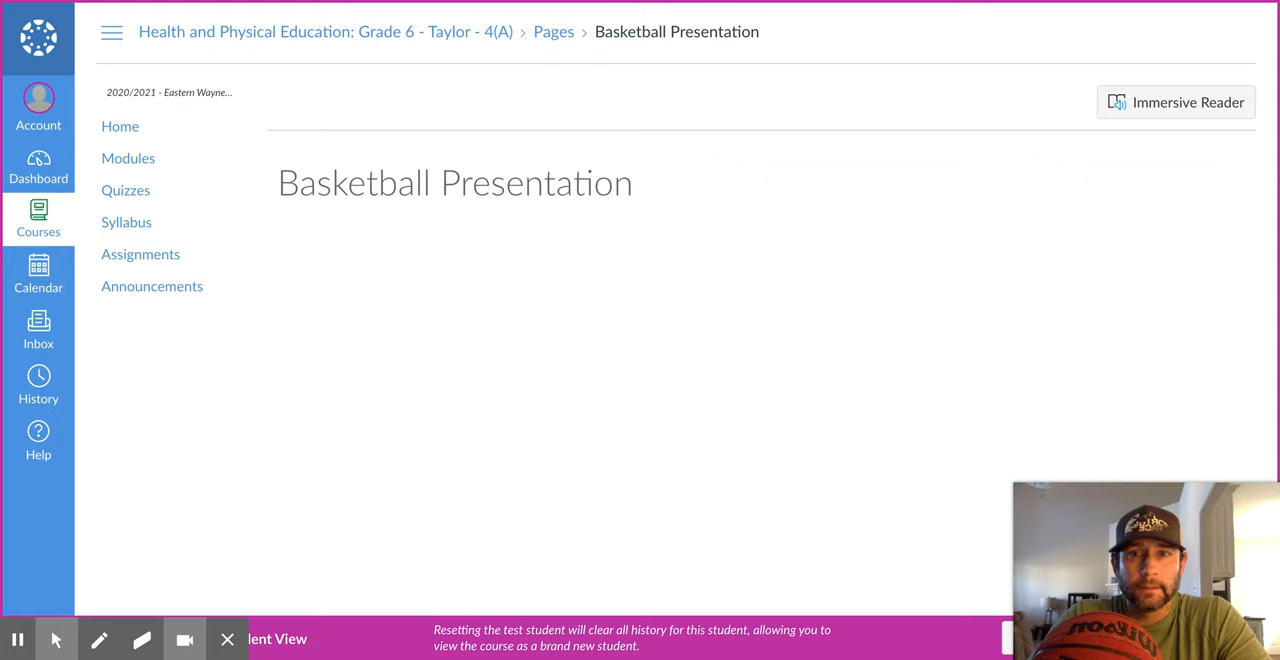 Health and Physical Education: Grade 6 - Taylor - 4(A) > Pages > Basketball Presentation
2020/2021 - Eastern Wayne...
Immersive Reader
Account
Home
Modules
Dashboard
Quizzes
Basketball Presentation
Courses
Syllabus
Assignments
Calendar
Announcements
Inbox
History
Help
Wilson
lent View
Resetting the test student will clear all history for this student, allowing you to
view the course as a brand new student.